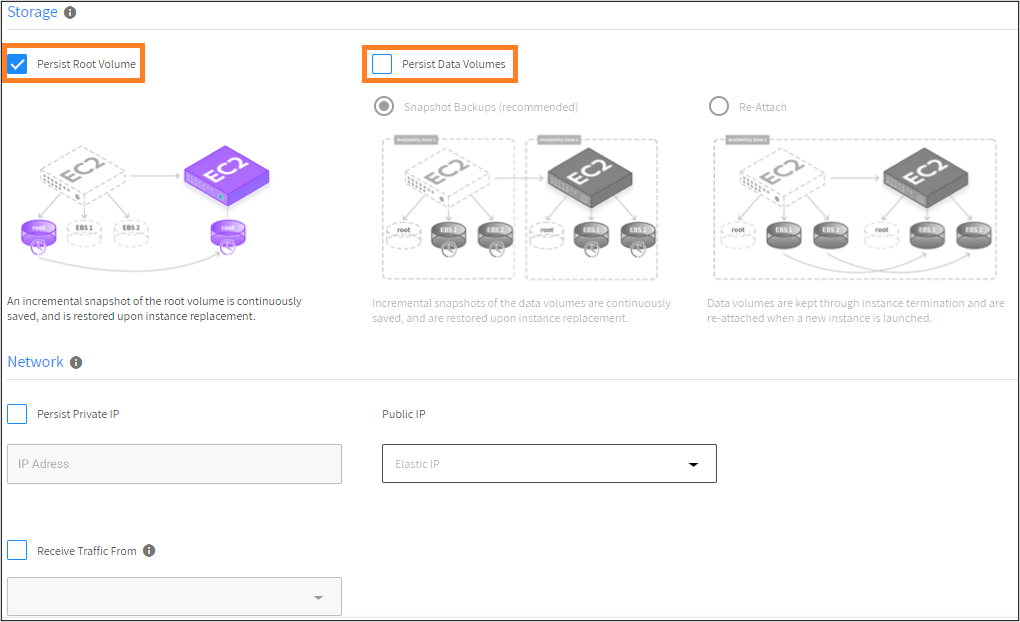 Storage
Persist Root Volume
Persist Data Volumes
Snapshot Backups (recommended)
Re-Attach
EC2
EC2
root
EBS 1
EBS 2
root
Availability Zone 1
Availability Zone 2
EC2
EC2
root
EBS 1
EBS 2
root
EBS 1
EBS 2
Availability Zone 1
EC2
EC2
root
EBS 1
EBS 2
root
EBS 1
EBS 2
An incremental snapshot of the root volume is continuously
saved, and is restored upon instance replacement.
Incremental snapshots of the data volumes are continuously
saved, and are restored upon instance replacement.
Data volumes are kept through instance termination and are
re-attached when a new instance is launched.
Network
Persist Private IP
Public IP
IP Adress
Elastic IP
Receive Traffic From